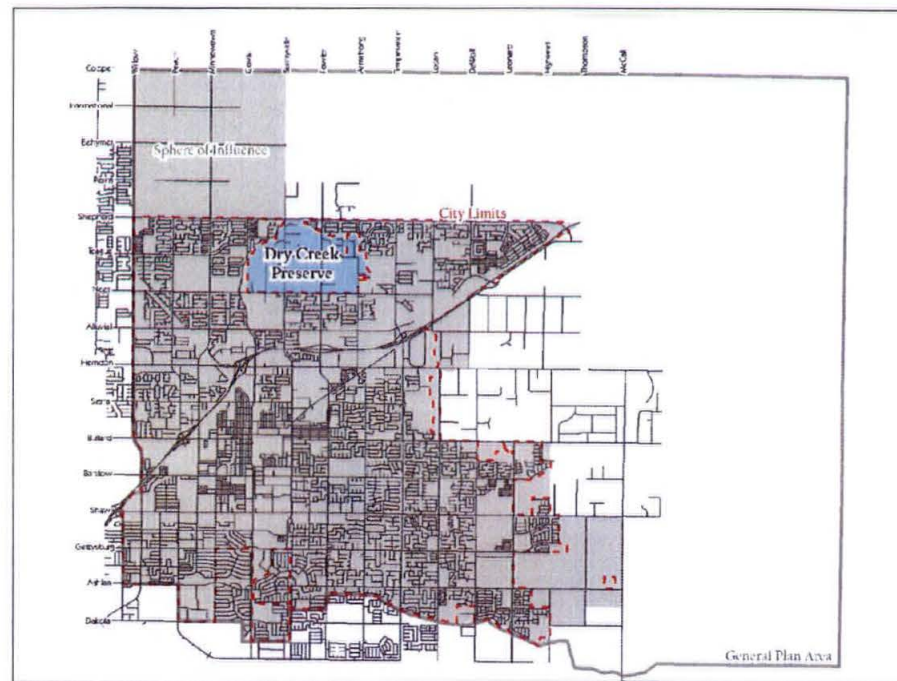 Willow
Minnewawa
Clovis
Sunnyside
Fowler
Armstrong
Temperance
Locan
DeWolf
Leonard
Highland
Thompson
McCall
Copper
International
Behymer
Sphere of Influence
Perrin
Shepherd
City Limits
Dry Creek
Preserve
Teague
Nees
Alluvial
Herndon
Sierra
Bullard
Barstow
Shaw
Gettysburg
Ashlan
Dakota
General Plan Area